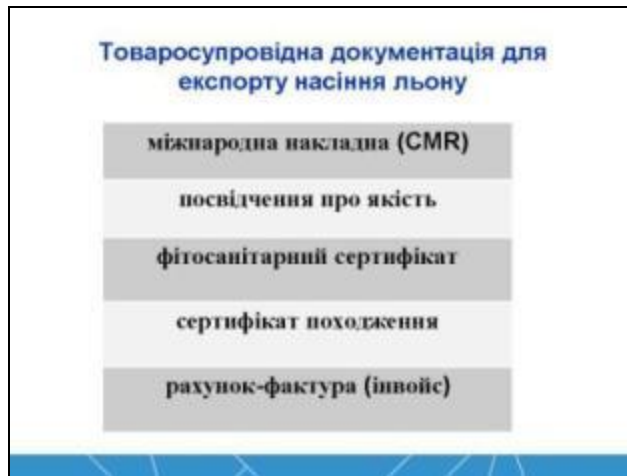 Товаросупровідна документація для
експорту насіння льону
міжнародна накладна (CMR)
посвідчення про якість
фітосанітарний сертифікат
сертифікат походження
рахунок-фактура (інвойс)